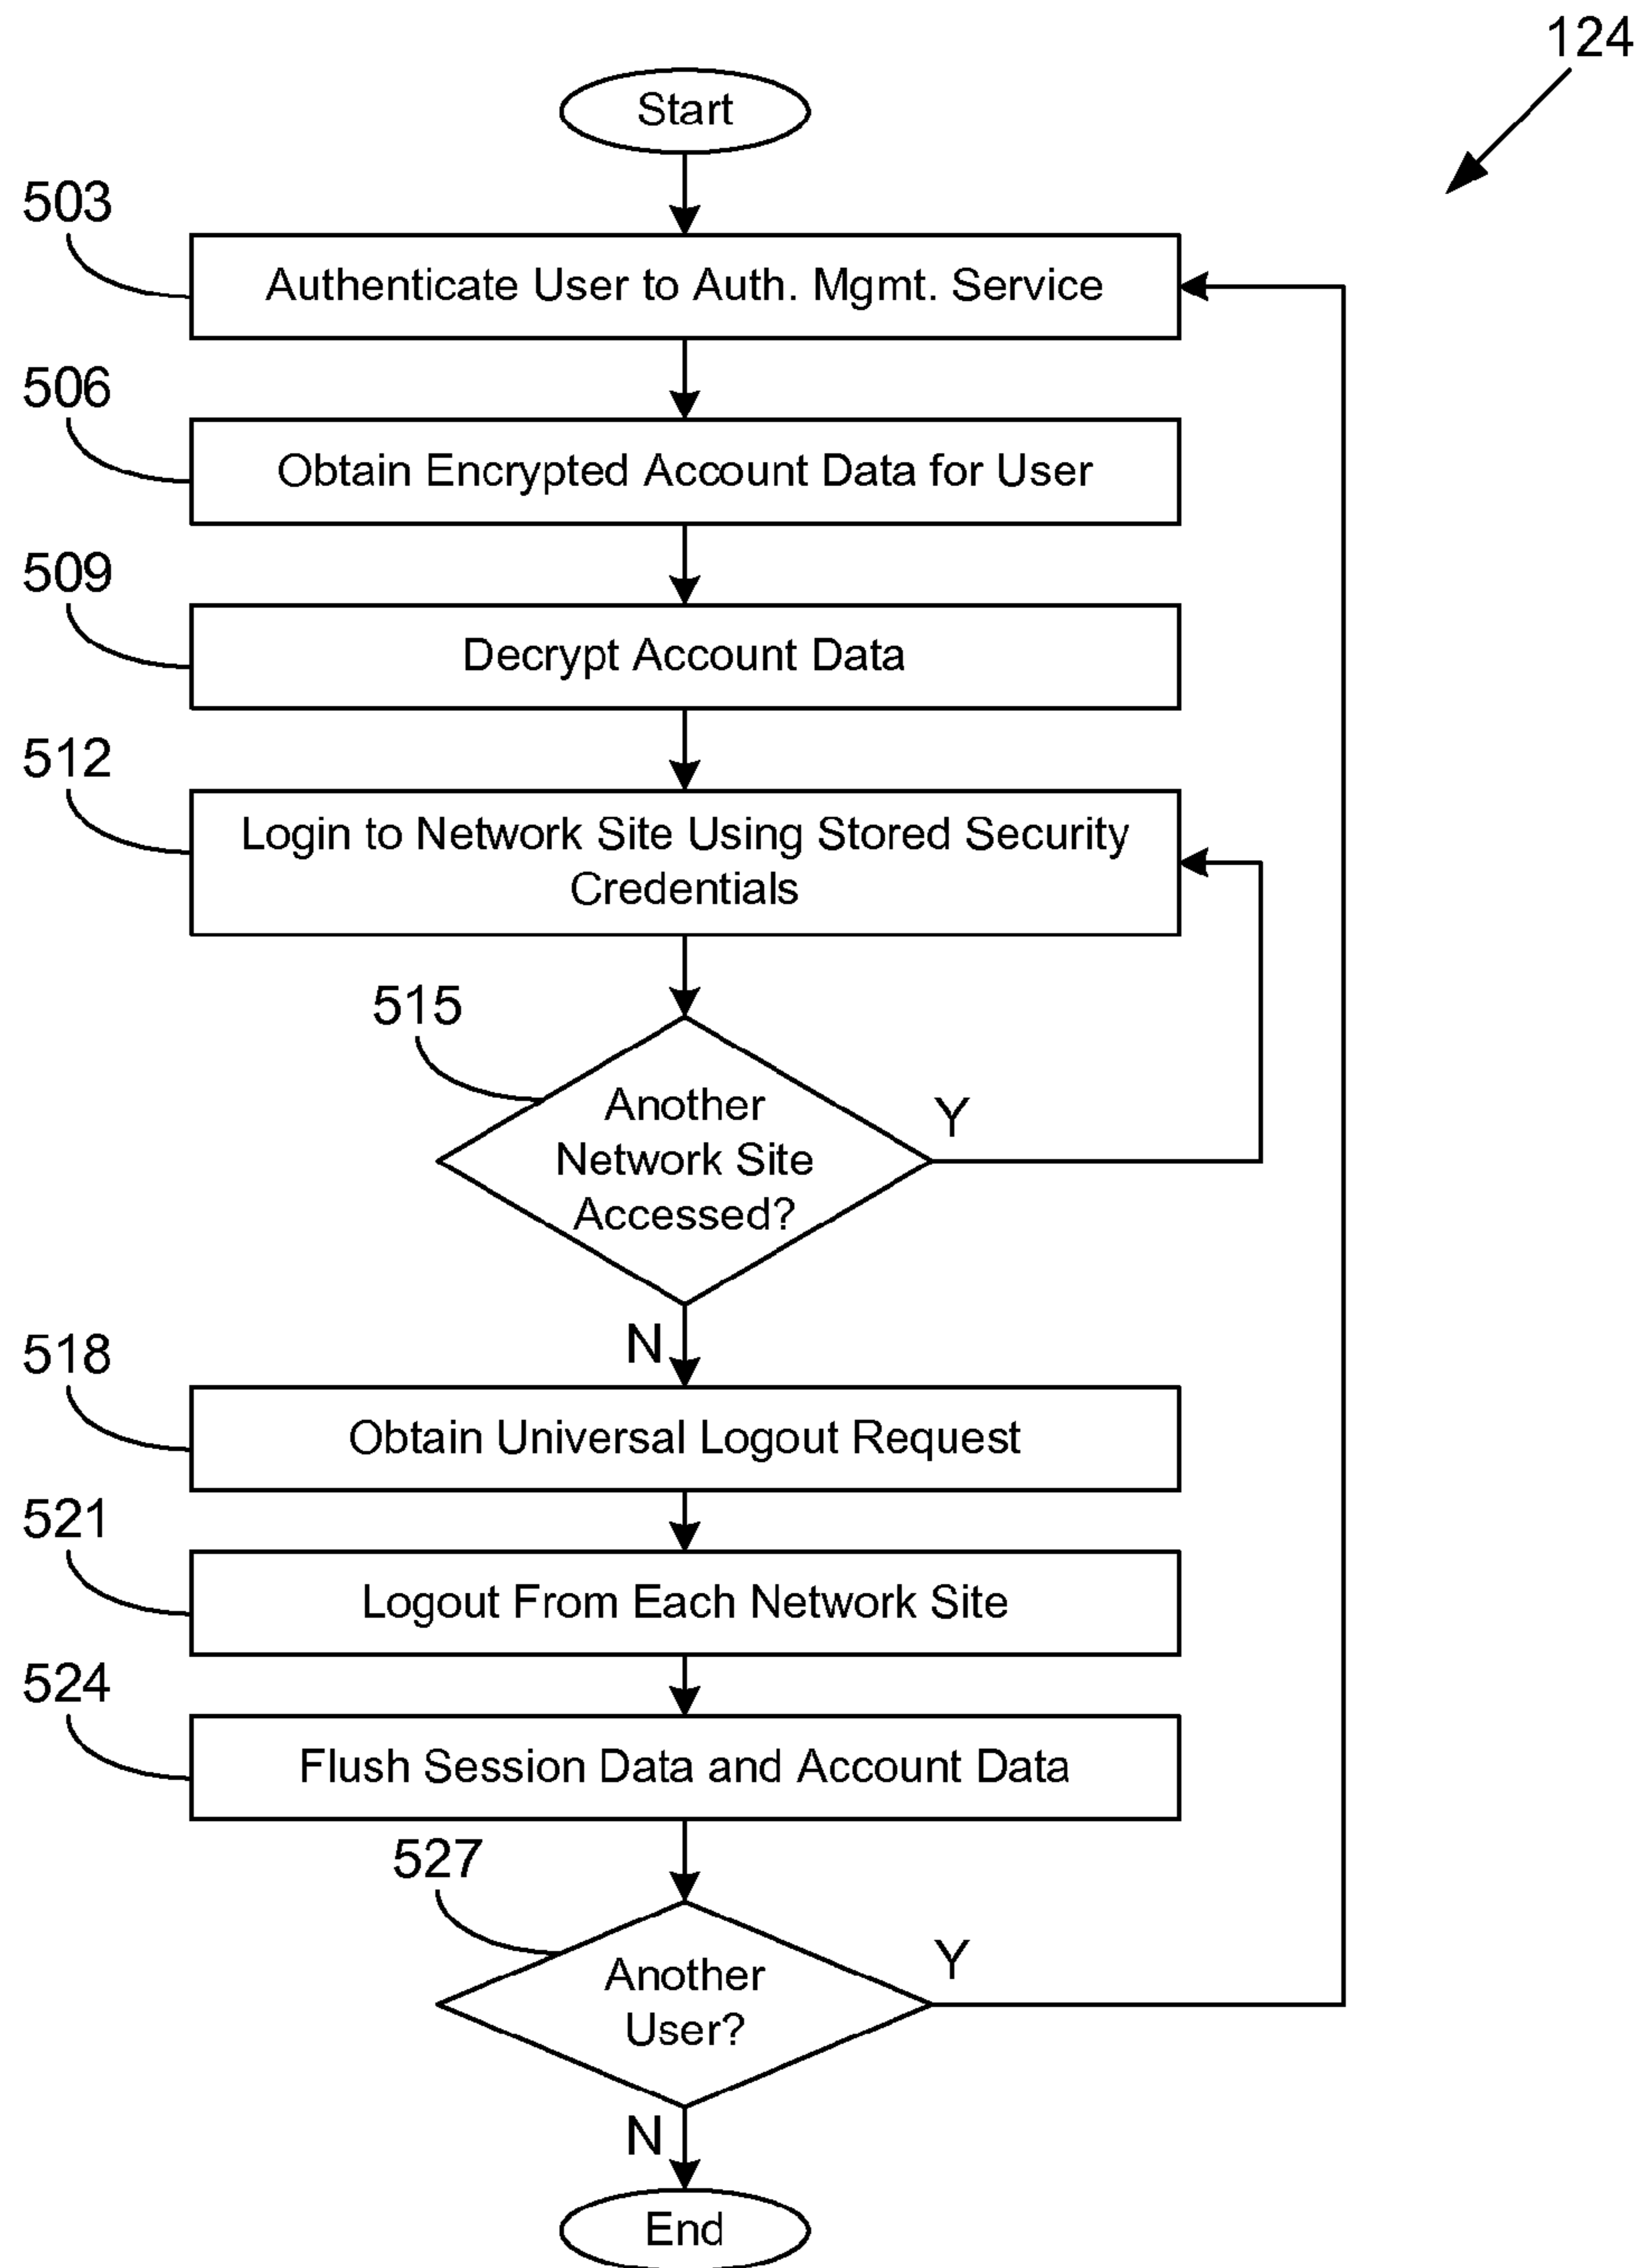 124
Start
503
Authenticate User to Auth. Mgmt. Service
506
Obtain Encrypted Account Data for User
509
Decrypt Account Data
512
Login to Network Site Using Stored Security
Credentials
515
Another
Network Site
Accessed?
Y
N
518
Obtain Universal Logout Request
521
Logout From Each Network Site
524
Flush Session Data and Account Data
527
Another
User?
Y
N
End